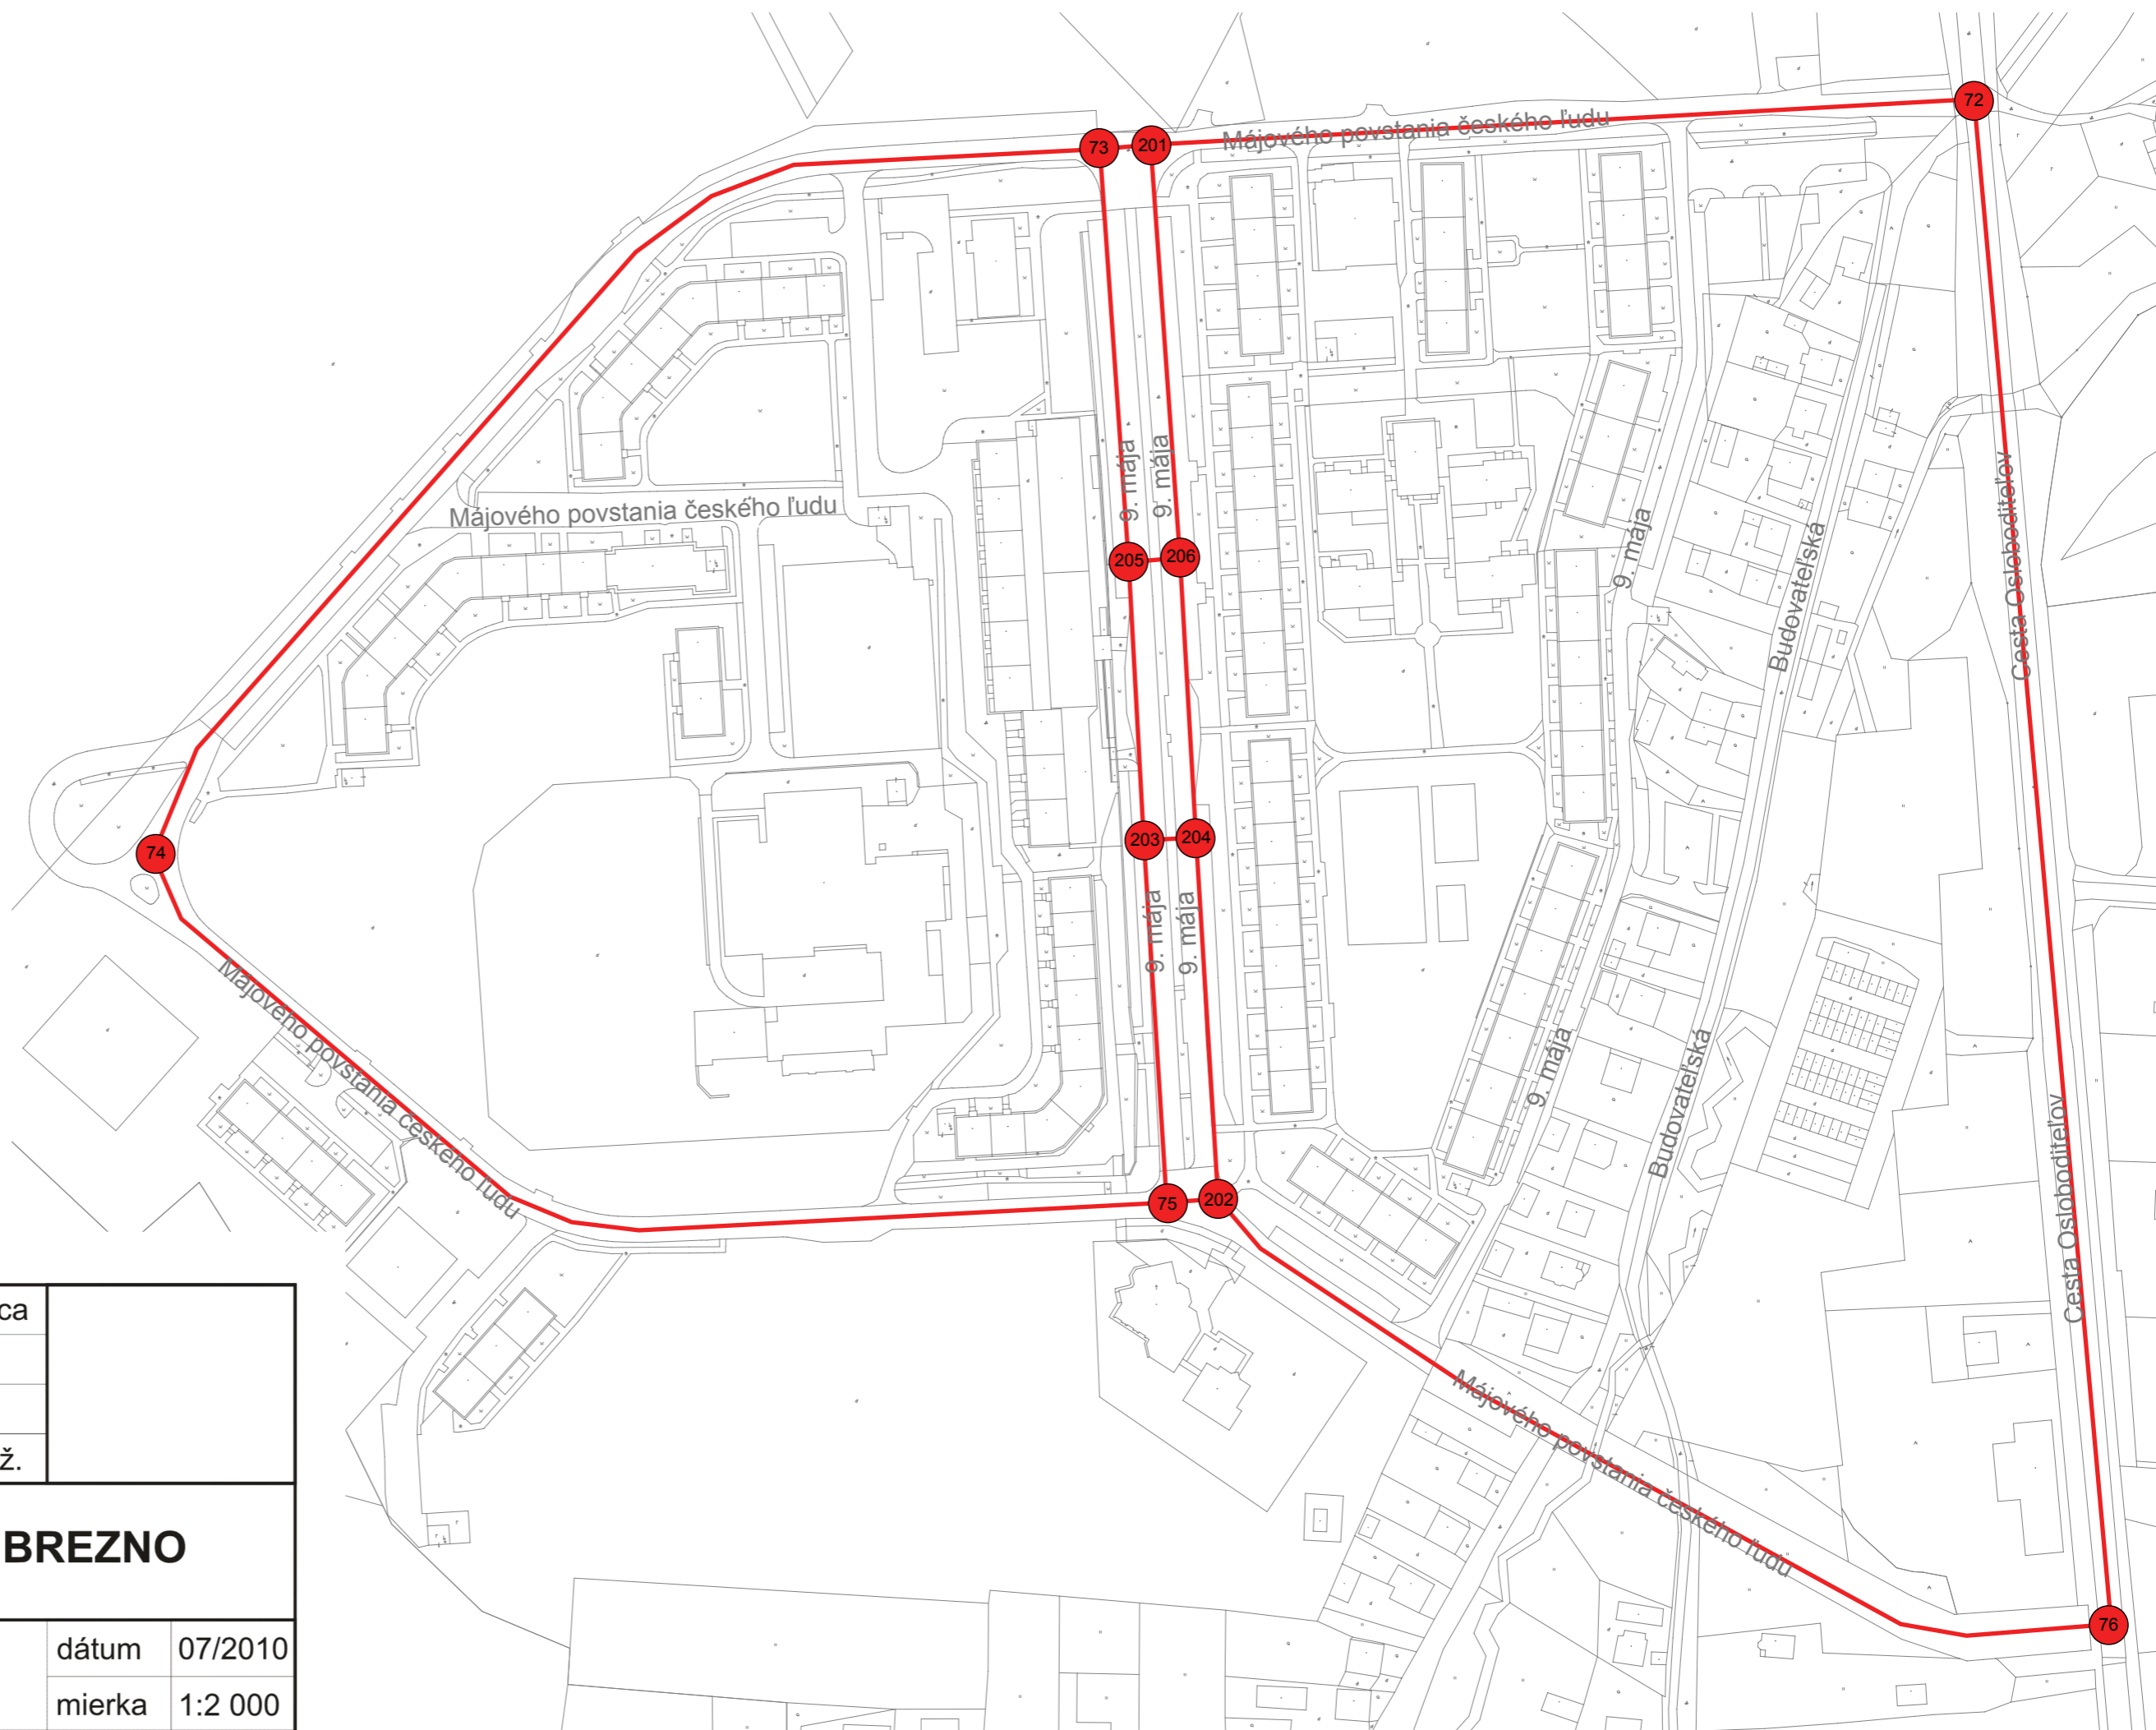 72
73
201
Májového povstania českého ľudu
9. mája
9. mája
Májového povstania českého ľudu
Cesta Osloboditeľov
205
206
9. mája
Budovateľská
74
203
204
9. mája
9. mája
Májového povstania českého ľudu
9. mája
Budovateľská
Cesta Osloboditeľov
75
202
Májového povstania českého ľudu
76
ca
ž.
BREZNO
dátum 07/2010
mierka 1:2 000